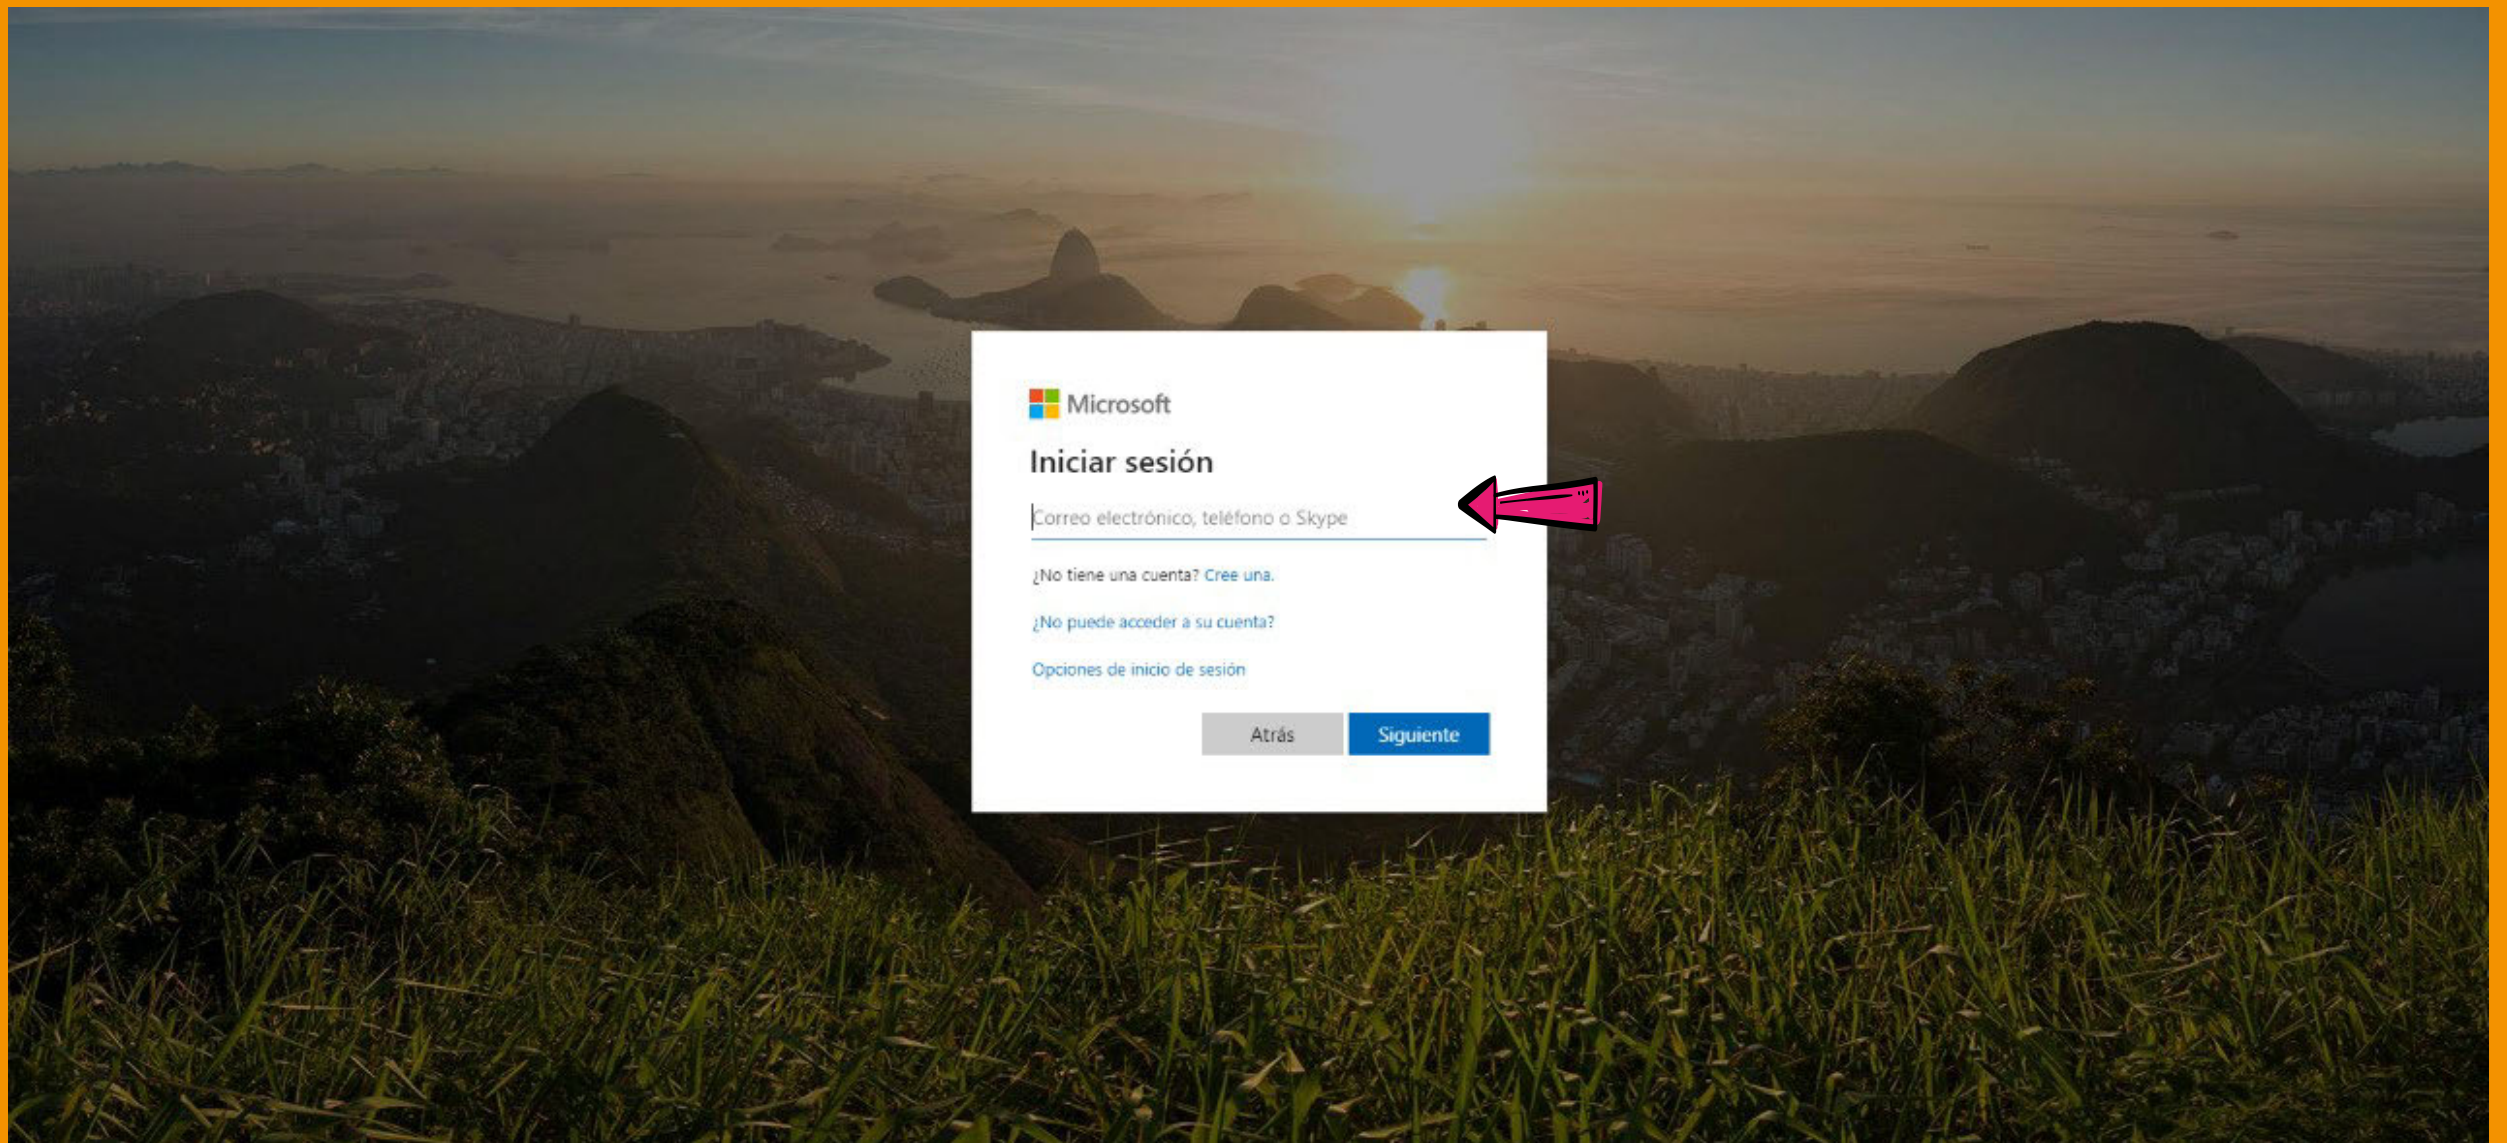 Microsoft
Iniciar sesión
Correo electrónico, teléfono o Skype
¿No tiene una cuenta? Cree una.
¿No puede acceder a su cuenta?
Opciones de inicio de sesión
Atrás Siguiente